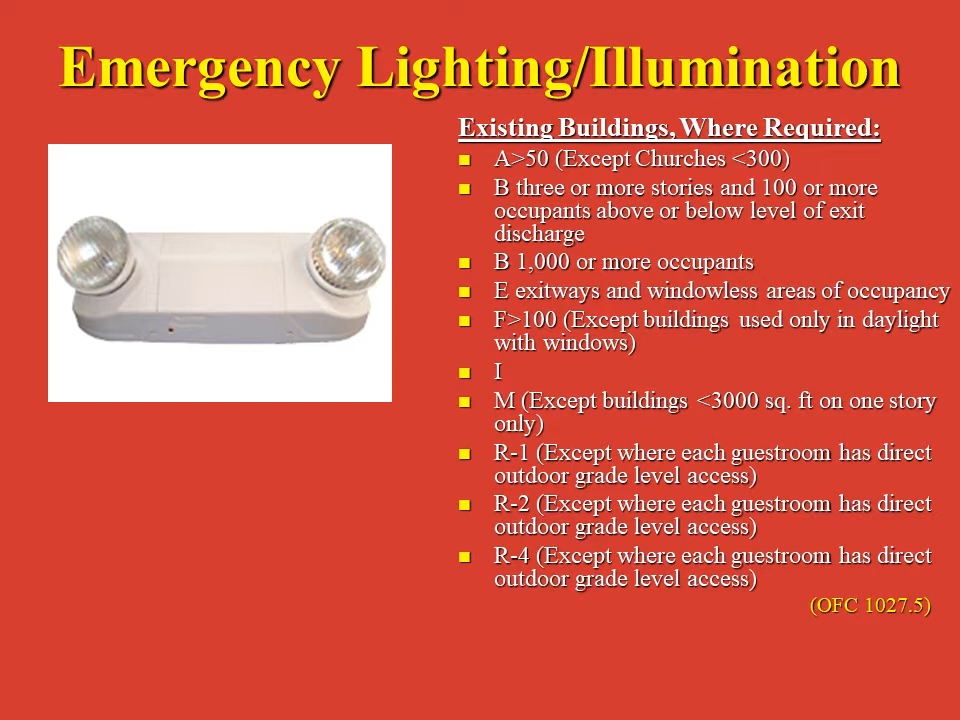 Emergency Lighting/Illumination
Existing Buildings, Where Required:
A>50 (Except Churches <300)
B three or more stories and 100 or more
occupants above or below level of exit
discharge
B 1,000 or more occupants
E exitways and windowless areas of occupancy
F>100 (Except buildings used only in daylight
with windows)
I
M (Except buildings <3000 sq. ft on one story
only)
R-1 (Except where each guestroom has direct
outdoor grade level access)
R-2 (Except where each guestroom has direct
outdoor grade level access)
R-4 (Except where each guestroom has direct
outdoor grade level access)
(OFC 1027.5)